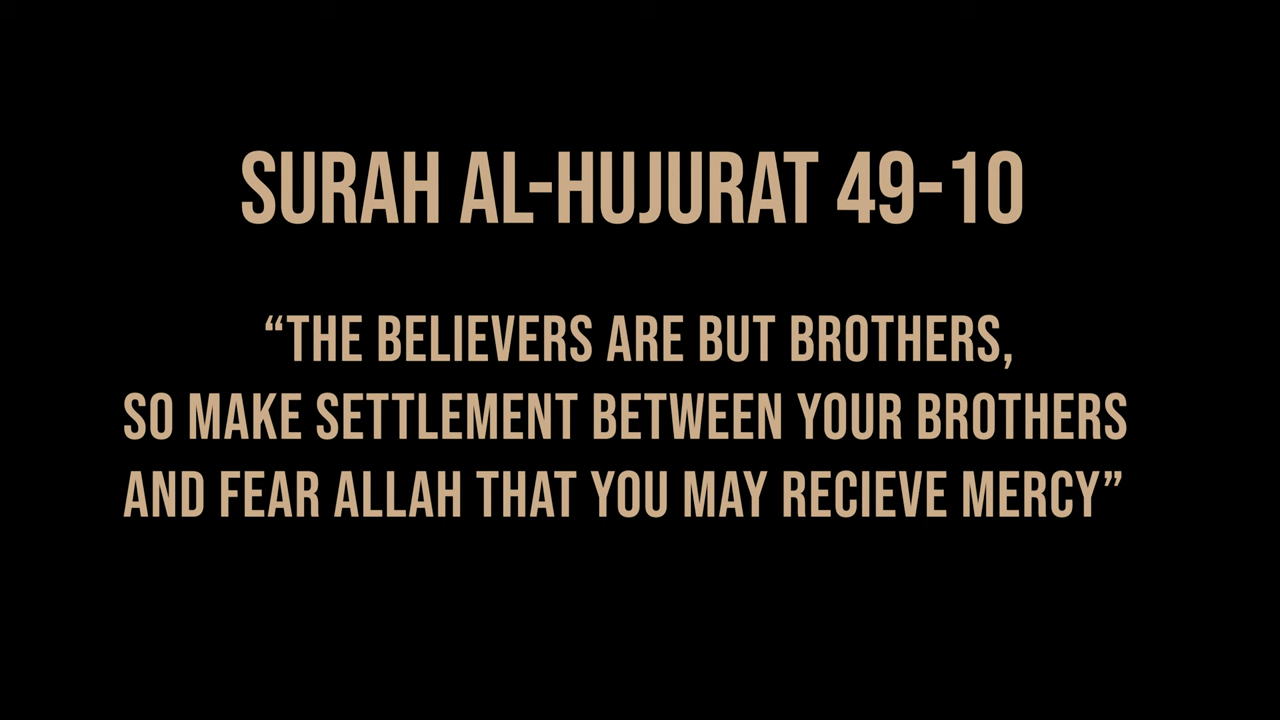 SURAH AL-HUJURAT 49-10
“THE BELIEVERS ARE BUT BROTHERS,
SO MAKE SETTLEMENT BETWEEN YOUR BROTHERS
AND FEAR ALLAH THAT YOU MAY RECIEVE MERCY”